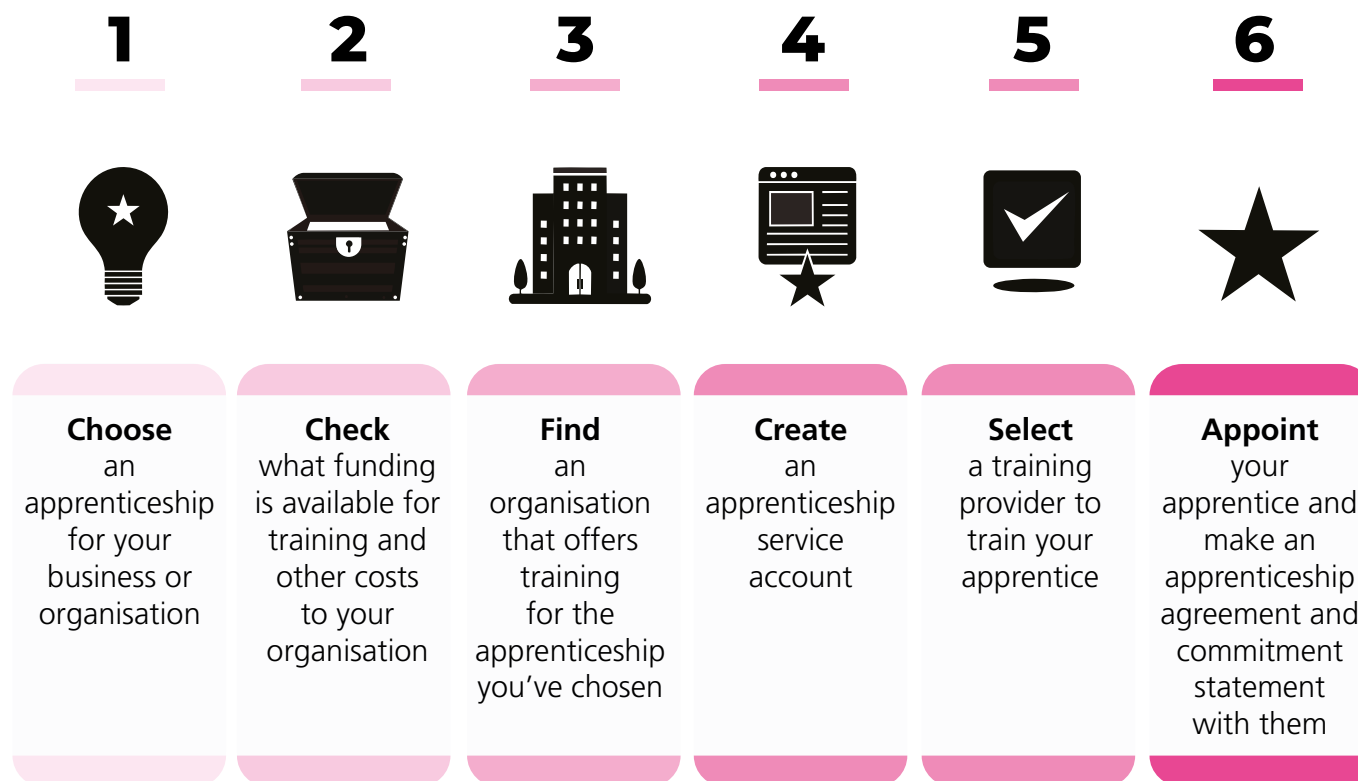 1
2
3
4
5
6
Choose
an
apprenticeship
for your
business or
organisation
Check
what funding
is available for
training and
other costs
to your
organisation
Find
an
organisation
that offers
training
for the
apprenticeship
you’ve chosen
Create
an
apprenticeship
service
account
Select
a training
provider to
train your
apprentice
Appoint
your
apprentice and
make an
apprenticeship
agreement and
commitment
statement
with them